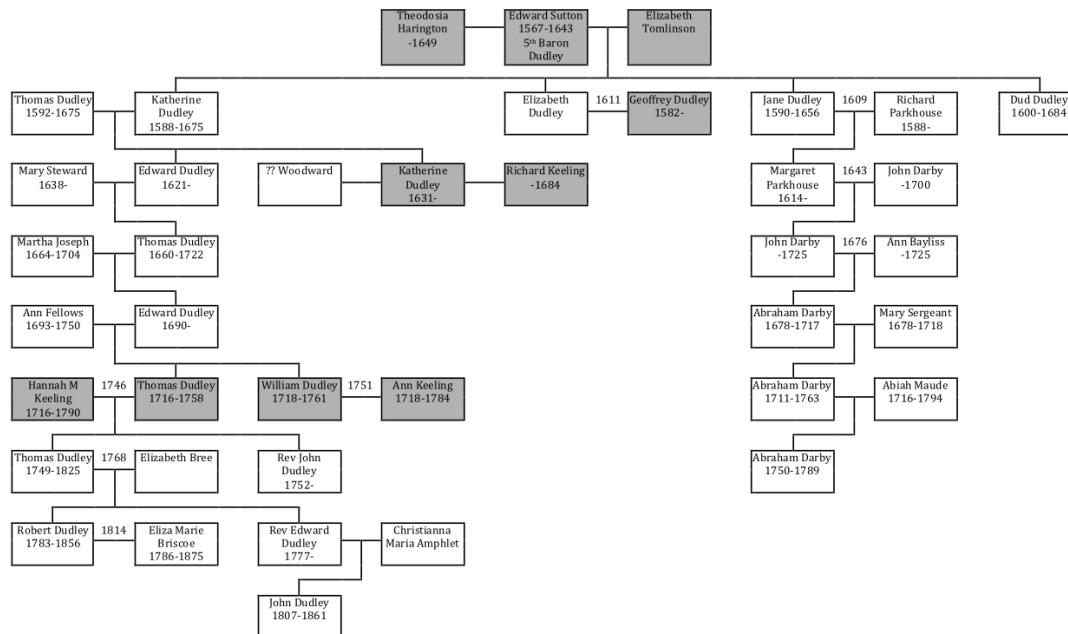 Theodosia
Harington
-1649
Edward Sutton
1567-1643
5th Baron
Dudley
Elizabeth
Tomlinson
Thomas Dudley
1592-1675
Katherine
Dudley
1588-1675
Elizabeth
Dudley
1611
Geoffrey Dudley
1582-
Jane Dudley
1590-1656
1609
Richard
Parkhouse
1588-
Dud Dudley
1600-1684
Mary Steward
1638-
Edward Dudley
1621-
?? Woodward
Katherine
Dudley
1631-
Richard Keeling
-1684
Margaret
Parkhouse
1614-
1643
John Darby
-1700
Martha Joseph
1664-1704
Thomas Dudley
1660-1722
John Darby
-1725
1676
Ann Bayliss
-1725
Ann Fellows
1693-1750
Edward Dudley
1690-
Abraham Darby
1678-1717
Mary Sergeant
1678-1718
Hannah M
Keeling
1716-1790
1746
Thomas Dudley
1716-1758
William Dudley
1718-1761
1751
Ann Keeling
1718-1784
Abraham Darby
1711-1763
Abiah Maude
1716-1794
Thomas Dudley
1749-1825
1768
Elizabeth Bree
Rev John
Dudley
1752-
Abraham Darby
1750-1789
Robert Dudley
1783-1856
1814
Eliza Marie
Briscoe
1786-1875
Rev Edward
Dudley
1777-
Christianna
Maria Amphlet
John Dudley
1807-1861